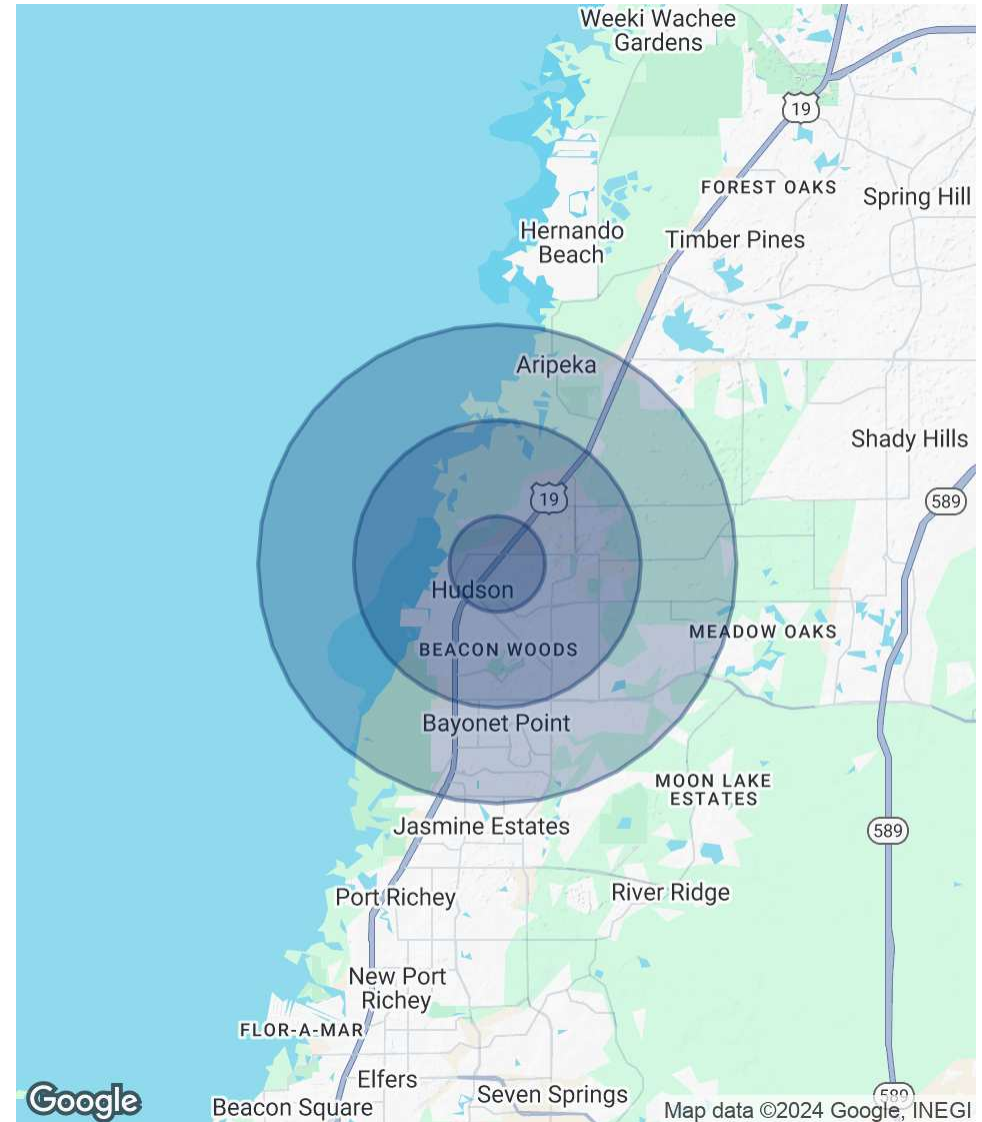 Weeki Wachee
Gardens
19
FOREST OAKS
Spring Hill
Hernando
Beach
Timber Pines
Aripeka
Shady Hills
19
589
Hudson
MEADOW OAKS
BEACON WOODS
Bayonet Point
MOON LAKE
ESTATES
Jasmine Estates
589
River Ridge
Port Richey
New Port
Richey
FLOR-A-MAR
Elfers
Seven Springs
589
Google
Beacon Square
Map data ©2024 Google, INEGI